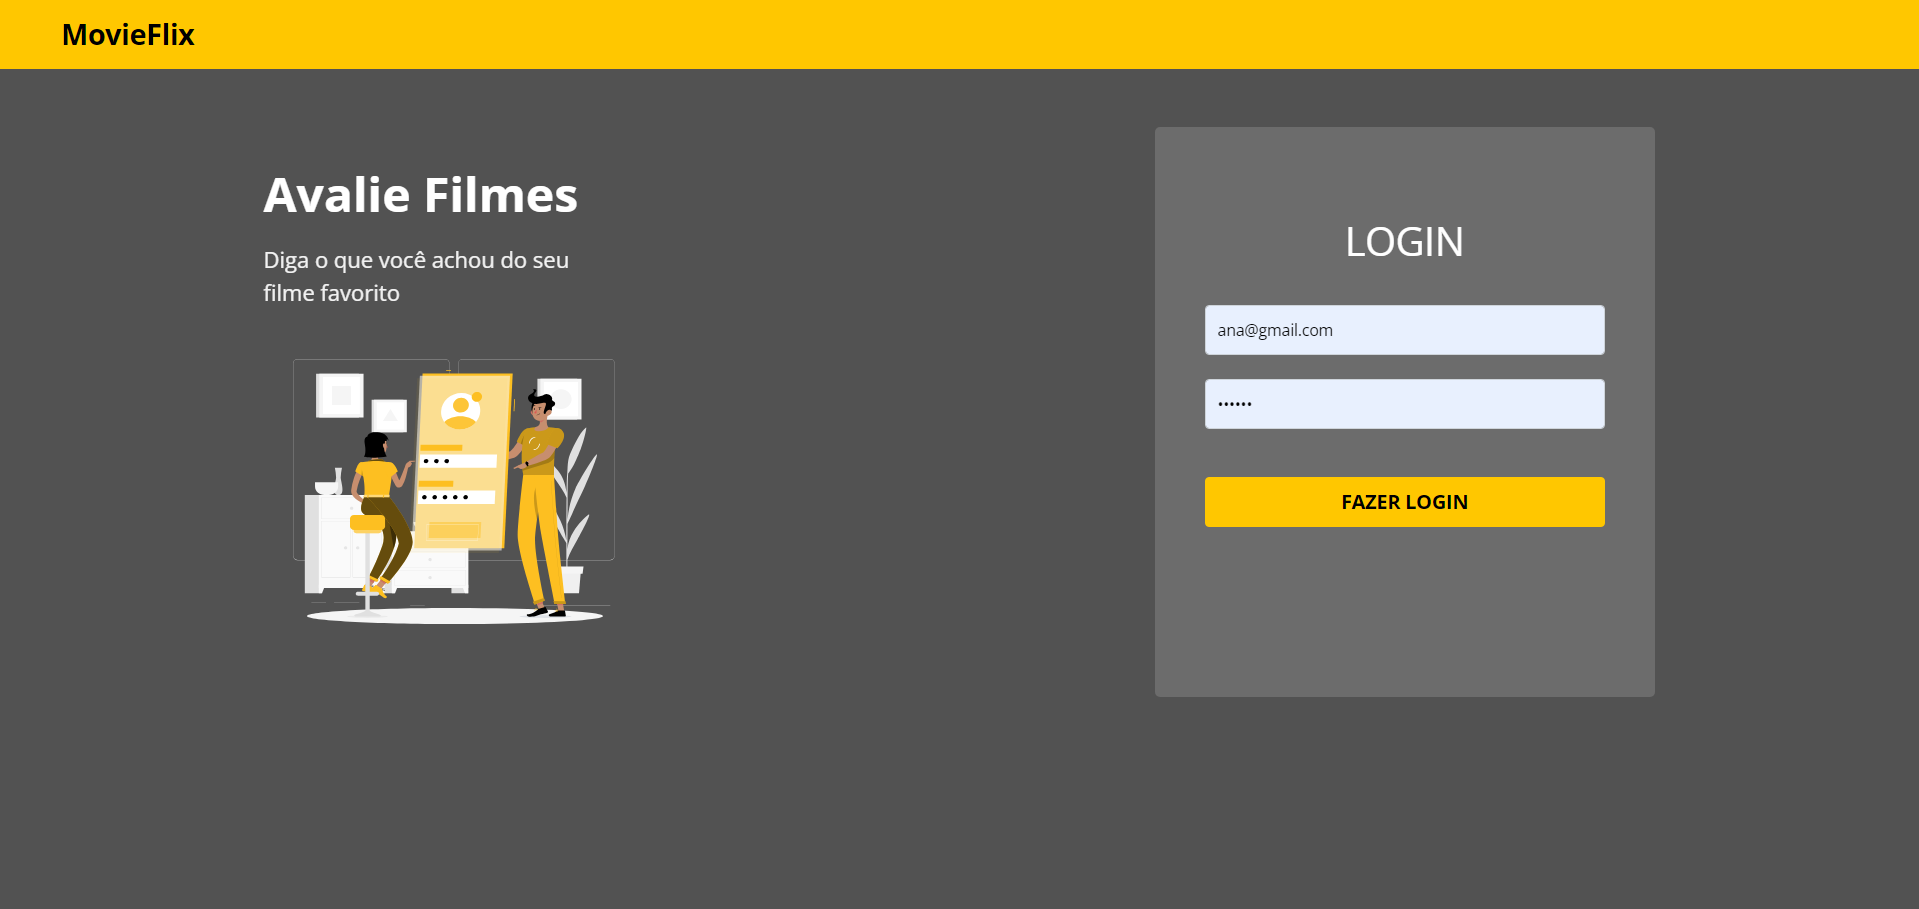 MovieFlix
Avalie Filmes
Diga o que você achou do seu
filme favorito
LOGIN
ana@gmail.com
••••••
FAZER LOGIN